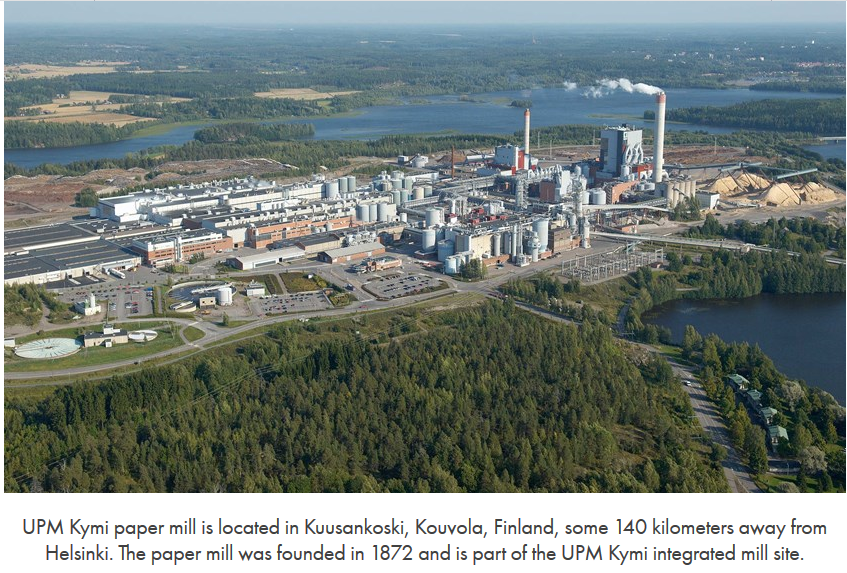 UPM Kymi paper mill is located in Kuusankoski, Kouvola, Finland, some 140 kilometers away from
Helsinki. The paper mill was founded in 1872 and is part of the UPM Kymi integrated mill site.